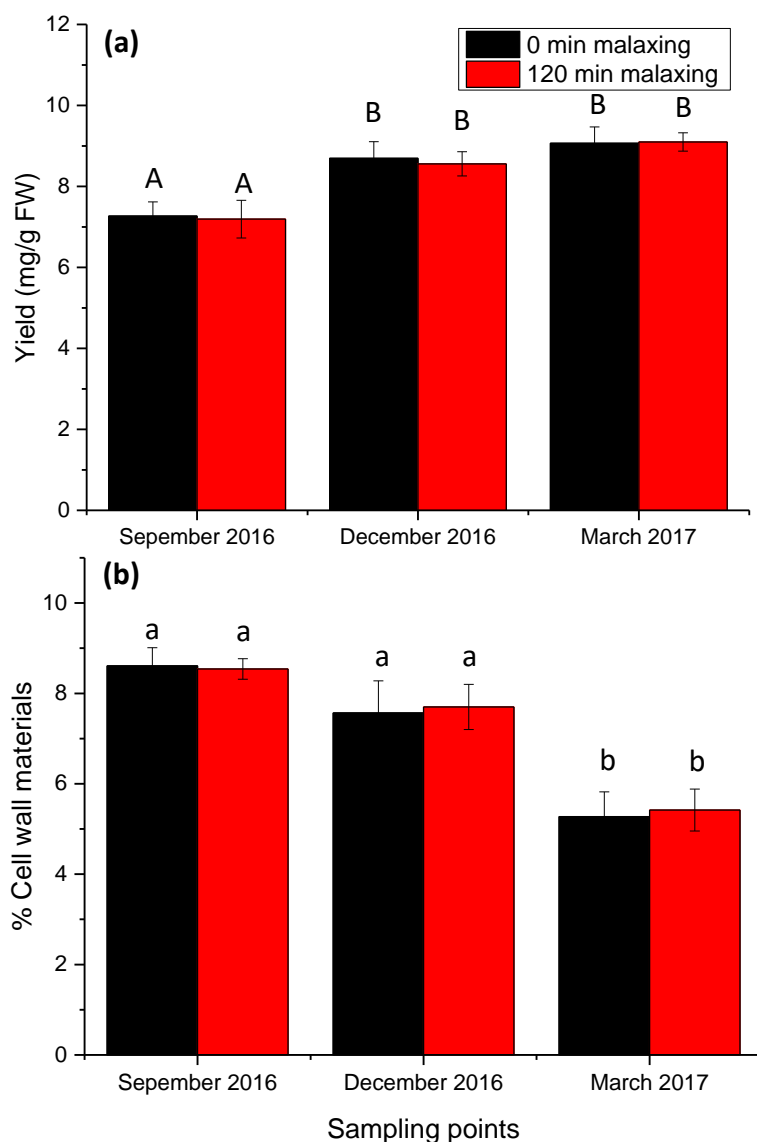 (a)
0 min malaxing
120 min malaxing
Yield (mg/g FW)
12
10
8
6
4
2
0
A A B B B B
Sepember 2016 December 2016 March 2017
(b)
% Cell wall materials
10
8
6
4
2
0
a a a a b b
Sepember 2016 December 2016 March 2017
Sampling points